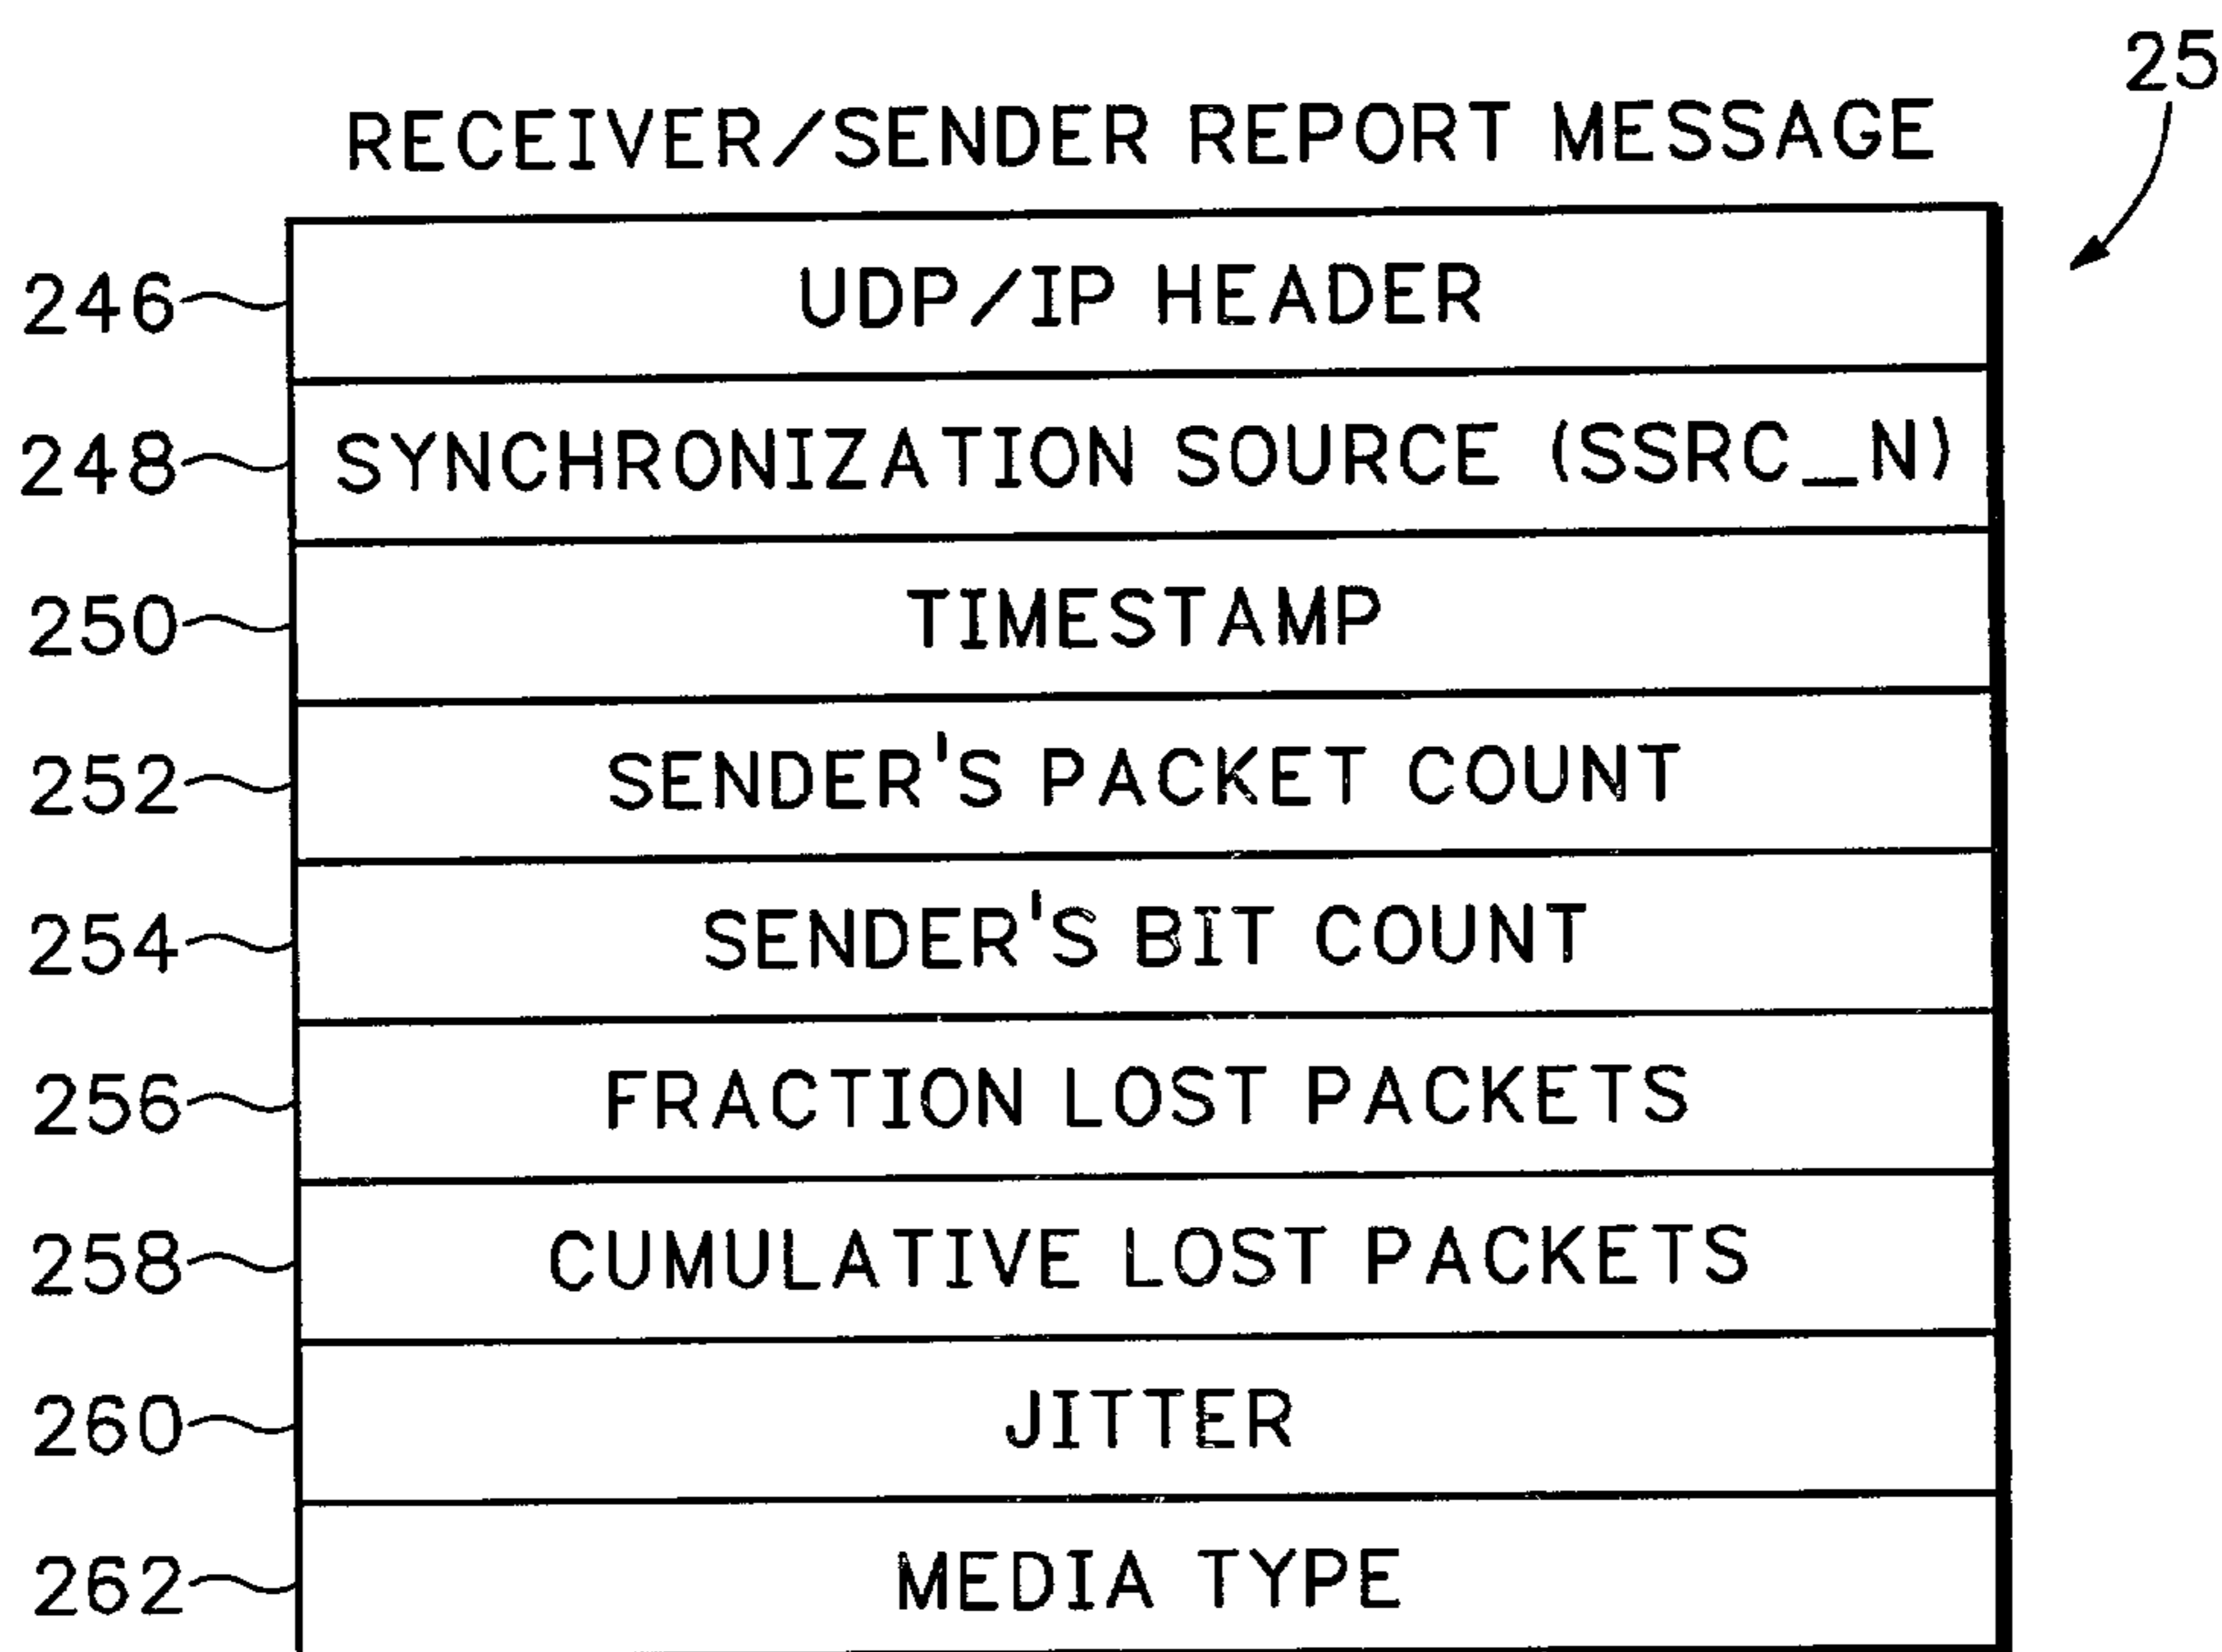 25
RECEIVER/SENDER REPORT MESSAGE
246 UDP/IP HEADER
248 SYNCHRONIZATION SOURCE (SSRC_N)
250 TIMESTAMP
252 SENDER'S PACKET COUNT
254 SENDER'S BIT COUNT
256 FRACTION LOST PACKETS
258 CUMULATIVE LOST PACKETS
260 JITTER
262 MEDIA TYPE